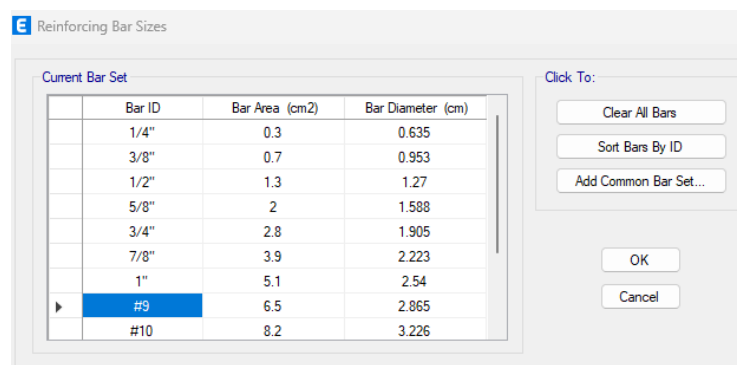 E Reinforcing Bar Sizes
Current Bar Set
Click To:
Bar ID Bar Area (cm2) Bar Diameter (cm)
1/4" 0.3 0.635
3/8" 0.7 0.953
1/2" 1.3 1.27
5/8" 2 1.588
3/4" 2.8 1.905
7/8" 3.9 2.223
1" 5.1 2.54
#9 6.5 2.865
#10 8.2 3.226
Clear All Bars
Sort Bars By ID
Add Common Bar Set...
OK
Cancel